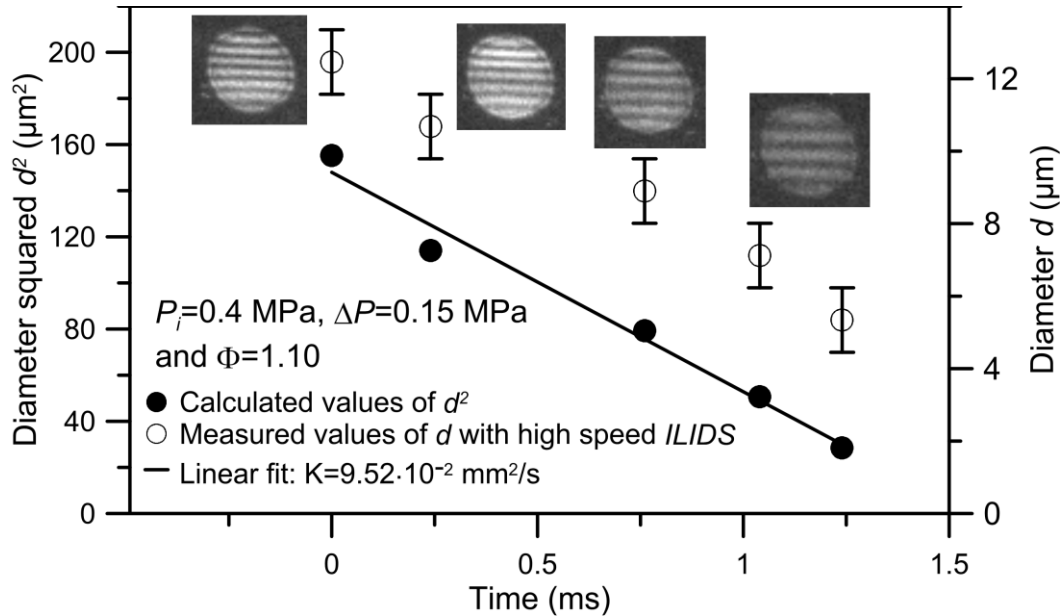 Diameter squared d² (µm²)
200
160
120
80
40
0
Pᵢ=0.4 MPa, ΔP=0.15 MPa
and Φ=1.10
Calculated values of d²
Measured values of d with high speed ILIDS
Linear fit: K=9.52·10⁻² mm²/s
12
8
4
0
Diameter d (µm)
0
0.5
1
1.5
Time (ms)